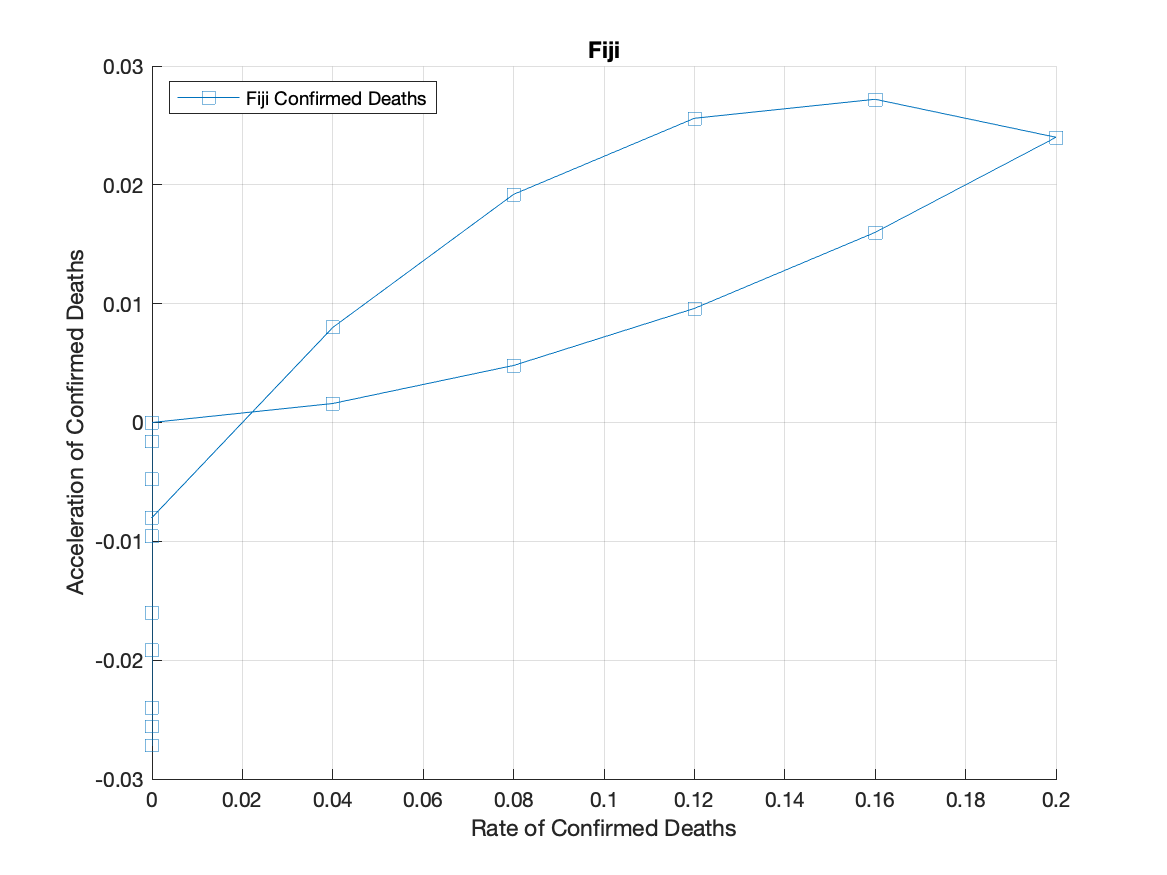 Fiji
Fiji Confirmed Deaths
0.03
0.02
0.01
0
-0.01
-0.02
-0.03
Acceleration of Confirmed Deaths
0 0.02 0.04 0.06 0.08 0.1 0.12 0.14 0.16 0.18 0.2
Rate of Confirmed Deaths